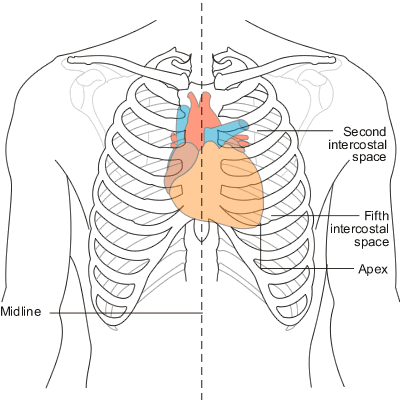 Second
intercostal
space
Fifth
intercostal
space
Apex
Midline